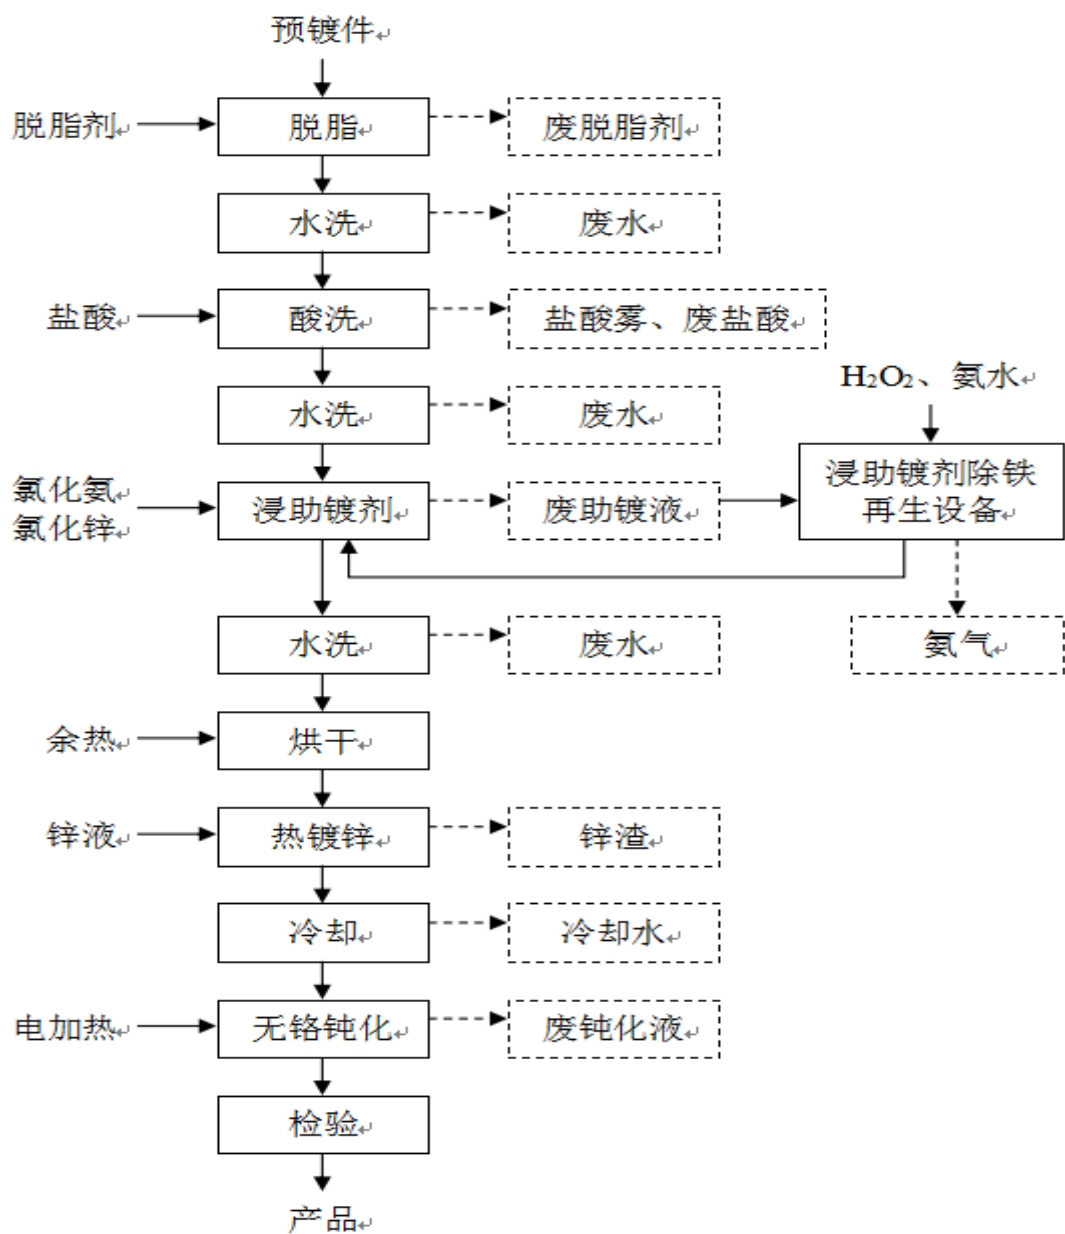 预镀件↵
脱脂剂↵
脱脂↵
废脱脂剂↵
水洗↵
废水↵
盐酸↵
酸洗↵
盐酸雾、废盐酸↵
H₂O₂、氨水↵
水洗↵
废水↵
氯化氨↵
氯化锌↵
浸助镀剂↵
废助镀液↵
浸助镀剂除铁
再生设备↵
水洗↵
废水↵
氨气↵
余热↵
烘干↵
锌液↵
热镀锌↵
锌渣↵
冷却↵
冷却水↵
电加热↵
无铬钝化↵
废钝化液↵
检验↵
产品↵